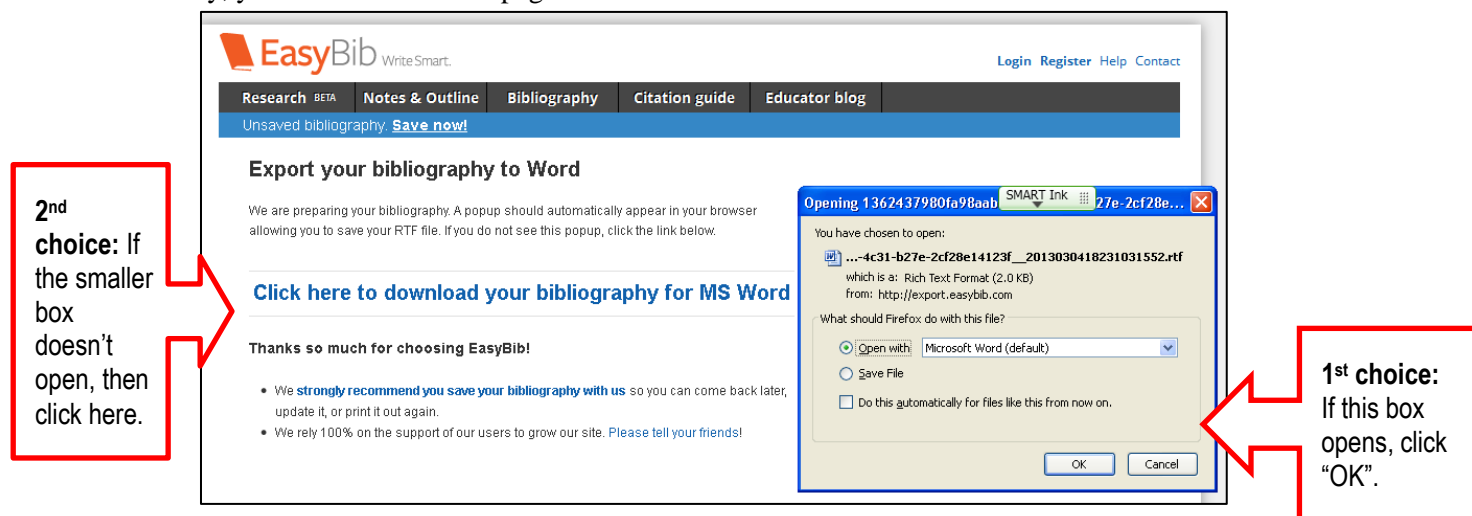 EasyBib Write Smart.
Login Register Help Contact
Research BETA Notes & Outline Bibliography Citation guide Educator blog
Unsaved bibliography. Save now!
Export your bibliography to Word
We are preparing your bibliography. A popup should automatically appear in your browser
allowing you to save your RTF file. If you do not see this popup, click the link below.
Click here to download your bibliography for MS Word
Thanks so much for choosing EasyBib!
• We strongly recommend you save your bibliography with us so you can come back later,
update it, or print it out again.
• We rely 100% on the support of our users to grow our site. Please tell your friends!
2nd
choice: If
the smaller
box
doesn't
open, then
click here.
Opening 1362437980fa98aab
SMART Ink
27e-2cf28e...
You have chosen to open:
...-4c31-b27e-2cf28e14123f__2013030418231031552.rtf
which is a: Rich Text Format (2.0 KB)
from: http://export.easybib.com
What should Firefox do with this file?
Open with Microsoft Word (default)
Save File
Do this automatically for files like this from now on.
OK Cancel
1st choice:
If this box
opens, click
"OK".